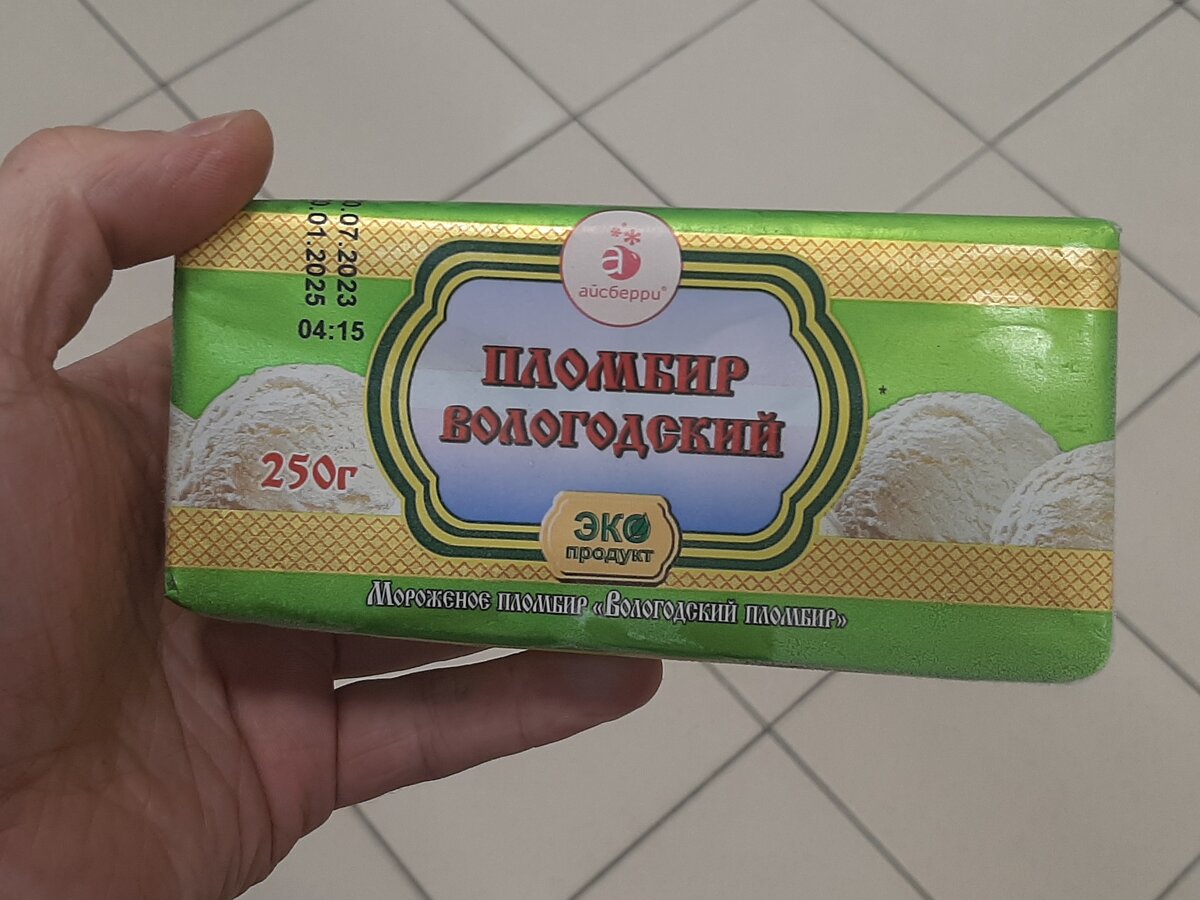 0.07.2023
0.01.2025
04:15
айсберри®
ПЛОМБИР
ВОЛОГОДСКИЙ
*
250г
ЭКО
продукт
Мороженое пломбир «Вологодский пломбир»